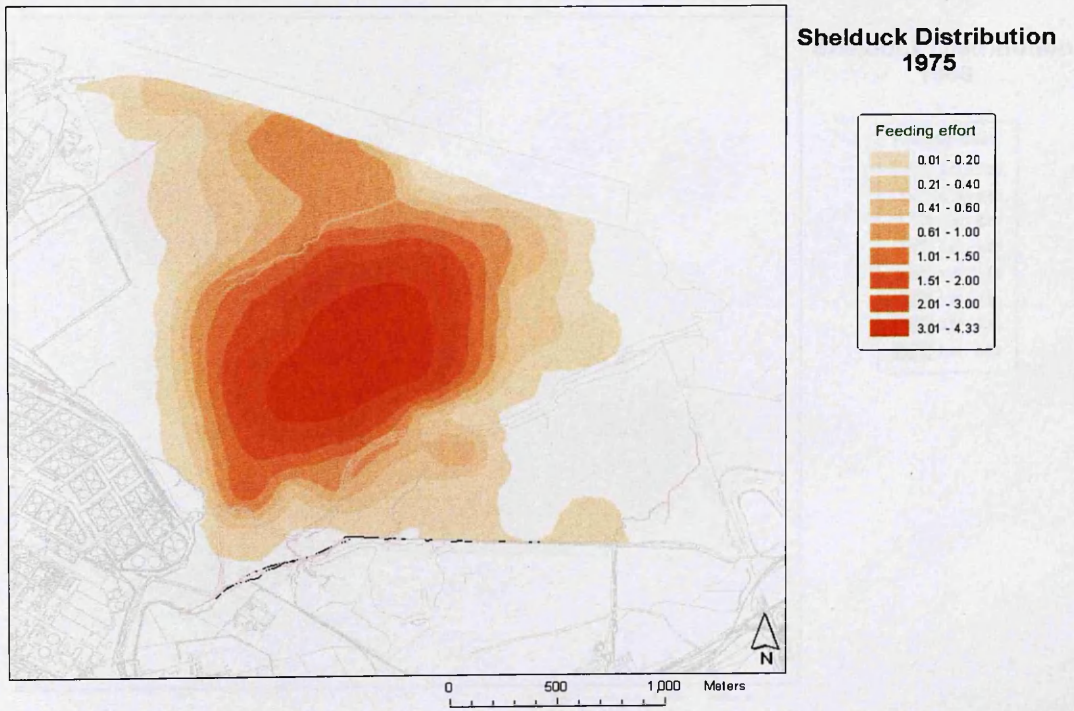 Shelduck Distribution
1975
Feeding effort
0.01 - 0.20
0.21 - 0.40
0.41 - 0.60
0.61 - 1.00
1.01 - 1.50
1.51 - 2.00
2.01 - 3.00
3.01 - 4.33
N
0 500 1,000 Meters